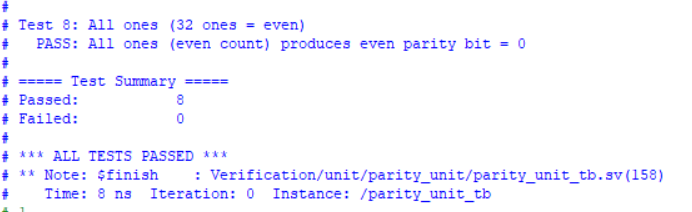 #
# Test 8: All ones (32 ones = even)
#   PASS: All ones (even count) produces even parity bit = 0
#
# ===== Test Summary =====
# Passed:           8
# Failed:           0
#
# *** ALL TESTS PASSED ***
# ** Note: $finish    : Verification/unit/parity_unit/parity_unit_tb.sv(158)
#    Time: 8 ns  Iteration: 0  Instance: /parity_unit_tb
# 1